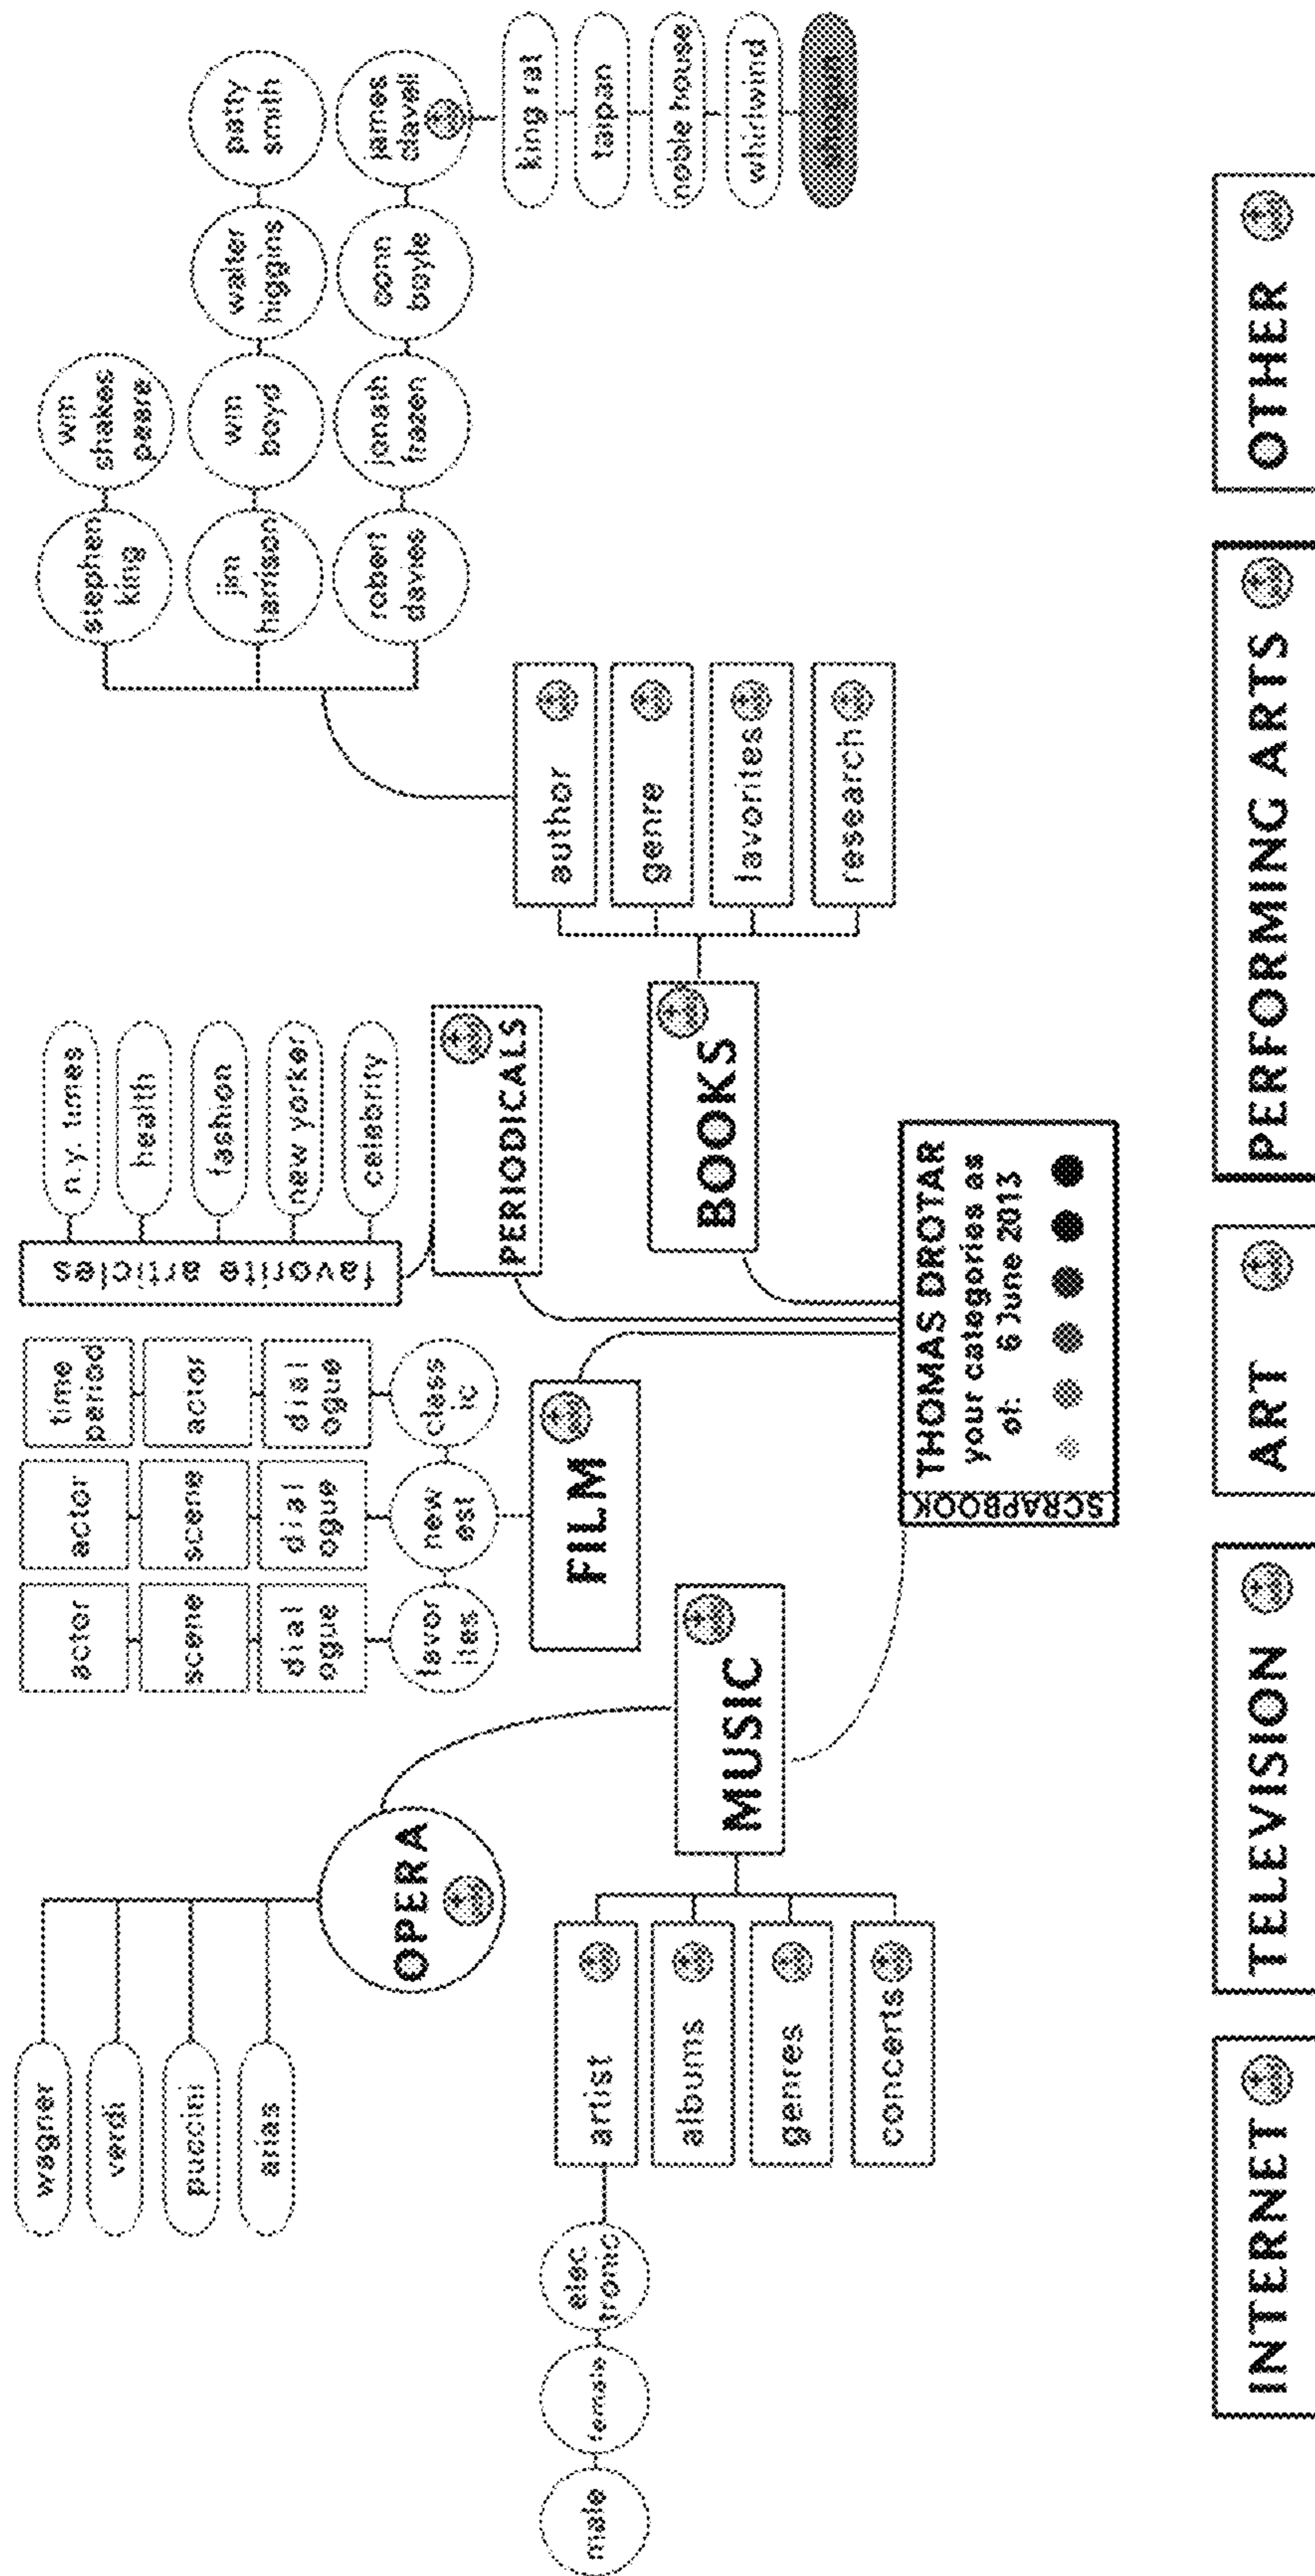 wagner
verdi
puccini
arias
OPERA
male
female
elec
tronic
artist
albums
genres
concerts
MUSIC
actor
scene
dial
ogue
favor
ites
actor
scene
dial
ogue
new
est
time
period
actor
dial
ogue
class
ic
FILM
favorite articles
n.y. times
health
fashion
new yorker
celebrity
PERIODICALS
BOOKS
author
genre
favorites
research
stephen
king
wm
shakes
peare
jim
harrison
wm
boyd
walter
higgins
patty
smith
robert
davies
jonath
frazen
conn
boyle
james
clavell
king rat
taipan
noble house
whirlwind
SCRAPBOOK
THOMAS DROTAR
your categories as
of: 6 June 2013
INTERNET
TELEVISION
ART
PERFORMING ARTS
OTHER